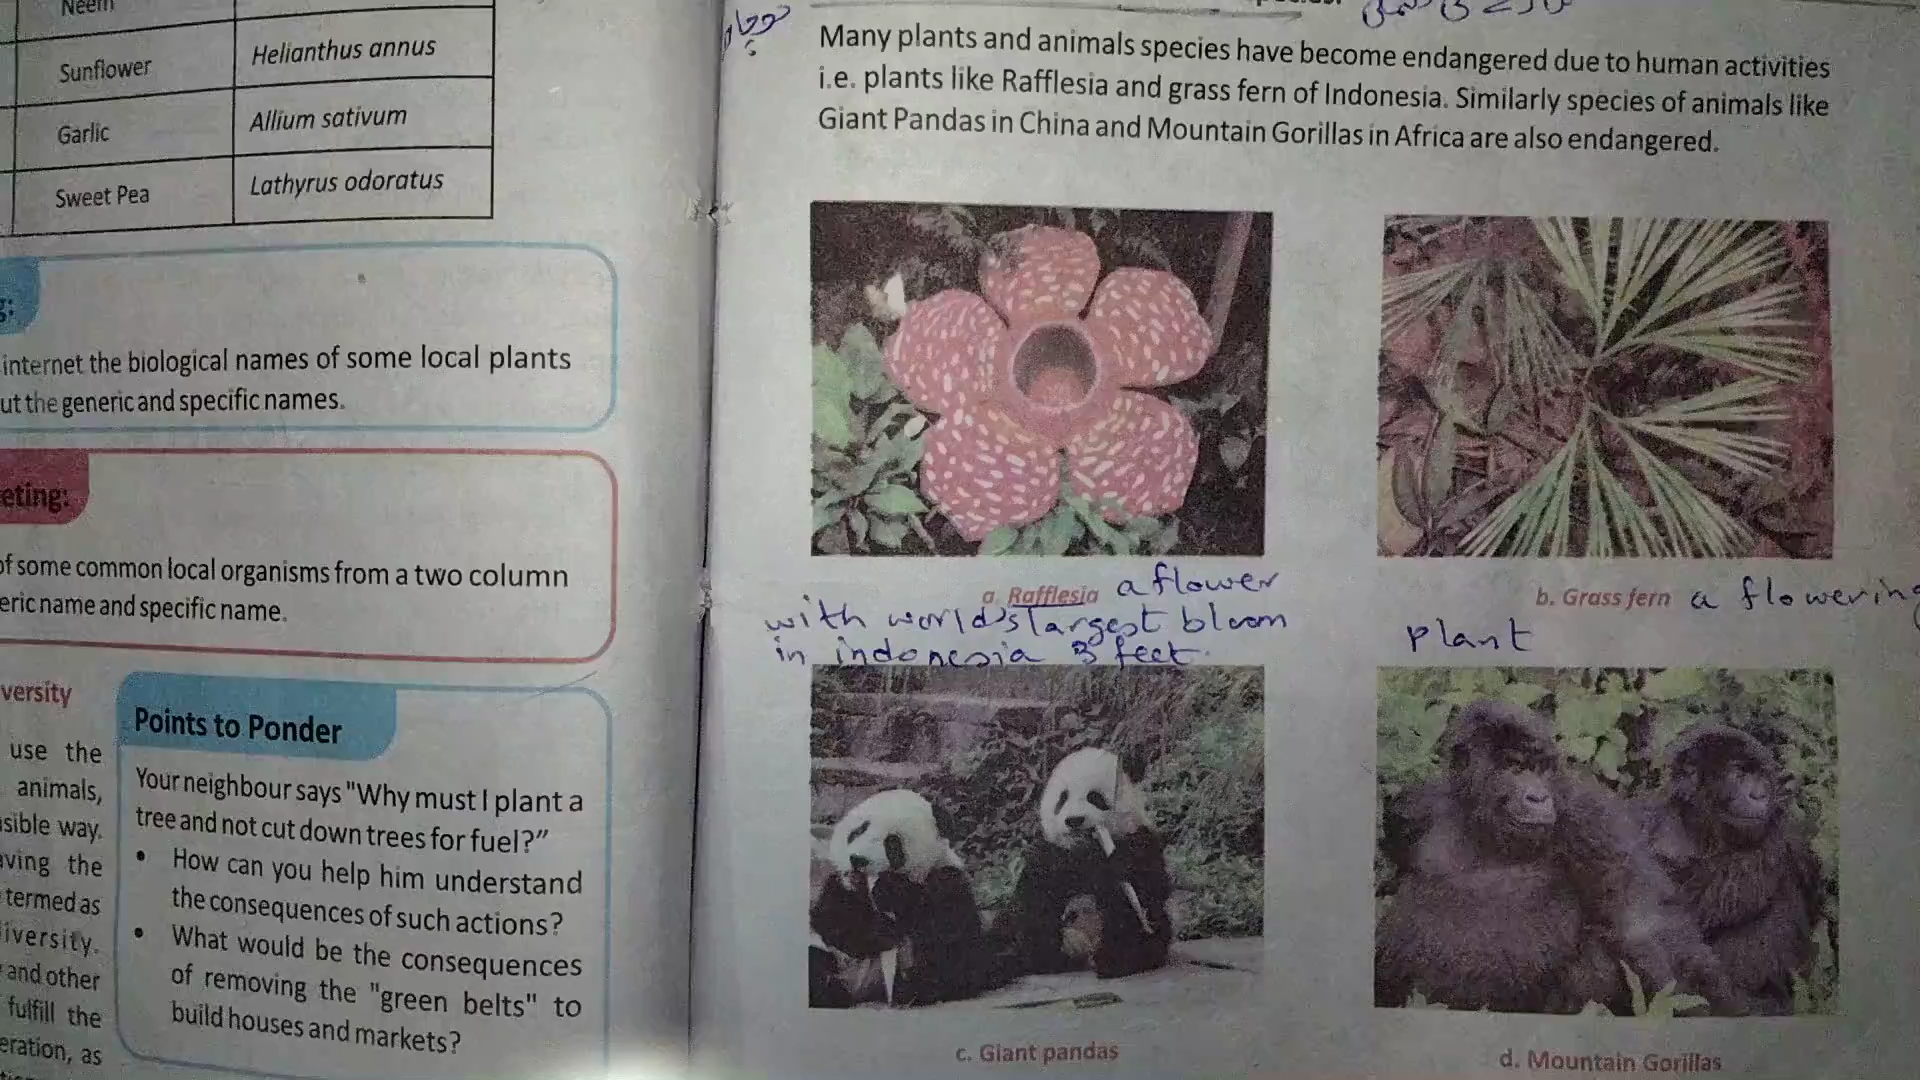 Neem
Sunflower Helianthus annus
Garlic Allium sativum
Sweet Pea Lathyrus odoratus
internet the biological names of some local plants
ut the generic and specific names.
eting:
of some common local organisms from a two column
eric name and specific name.
versity
use the
animals,
sible way.
ving the
termed as
iversity.
and other
fulfill the
eration, as
Points to Ponder
Your neighbour says "Why must I plant a
tree and not cut down trees for fuel?"
• How can you help him understand
the consequences of such actions?
• What would be the consequences
of removing the "green belts" to
build houses and markets?
Many plants and animals species have become endangered due to human activities
i.e. plants like Rafflesia and grass fern of Indonesia. Similarly species of animals like
Giant Pandas in China and Mountain Gorillas in Africa are also endangered.
a. Rafflesia a flower
with world's largest bloom
in indonesia 3 feet.
b. Grass fern a flowering
plant
c. Giant pandas
d. Mountain Gorillas